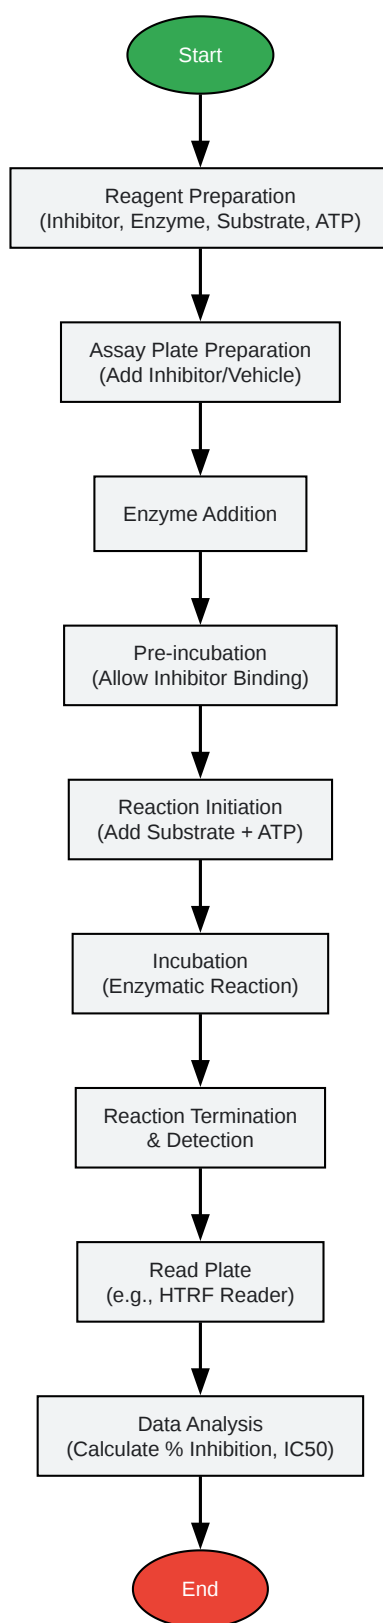 Start
Reagent Preparation
(Inhibitor, Enzyme, Substrate, ATP)
Assay Plate Preparation
(Add Inhibitor/Vehicle)
Enzyme Addition
Pre-incubation
(Allow Inhibitor Binding)
Reaction Initiation
(Add Substrate + ATP)
Incubation
(Enzymatic Reaction)
Reaction Termination
& Detection
Read Plate
(e.g., HTRF Reader)
Data Analysis
(Calculate % Inhibition, IC50)
End